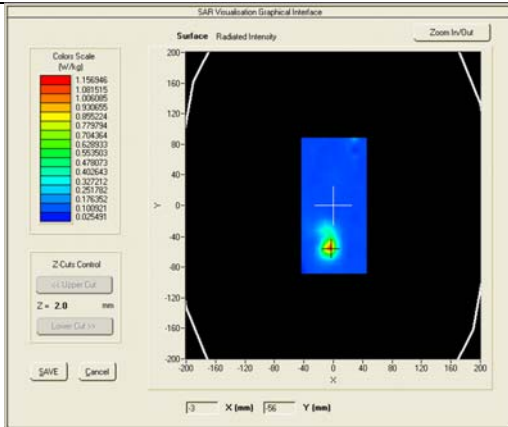 SAR Visualisation Graphical Interface
Surface Radiated Intensity
Zoom In/Out
Colors Scale
(W/kg)
1.156946
1.081515
1.006085
0.930655
0.855224
0.779794
0.704364
0.628933
0.553503
0.478073
0.402643
0.327212
0.251782
0.176352
0.100921
0.025491
200
160
120
80
40
0
-40
-80
-120
-160
-200
Y
-200 -160 -120 -80 -40 0 40 80 120 160 200
X
Z-Cuts Control
<< Upper Cut
Z = 2.0 mm
Lower Cut >>
SAVE Cancel
-3 X (mm) -56 Y (mm)